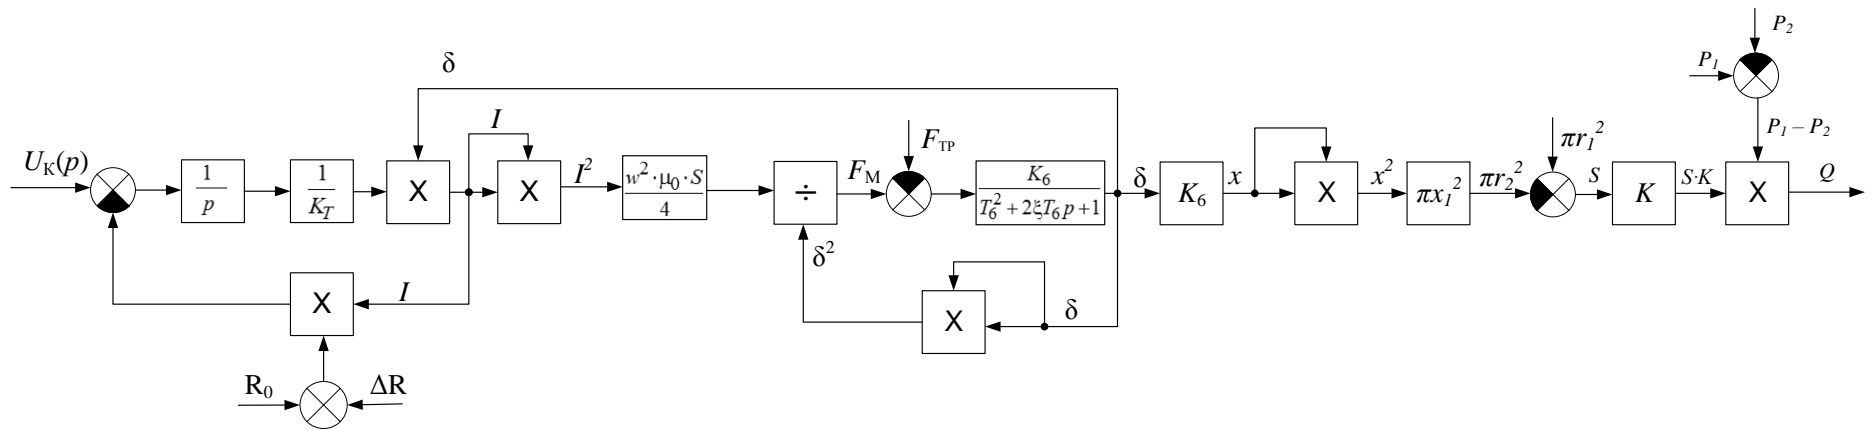 δ
P₂
P₁
P₁ – P₂
U_К(p)
1
p
1
K_T
X
I
X
I²
w²·μ₀·S
4
÷
F_М
F_ТР
K₆
T₆²+2ξT₆p+1
δ
K₆
x
X
x²
πx₁²
πr₂²
πr₁²
S
K
S·K
X
Q
X
I
δ²
X
δ
R₀
ΔR